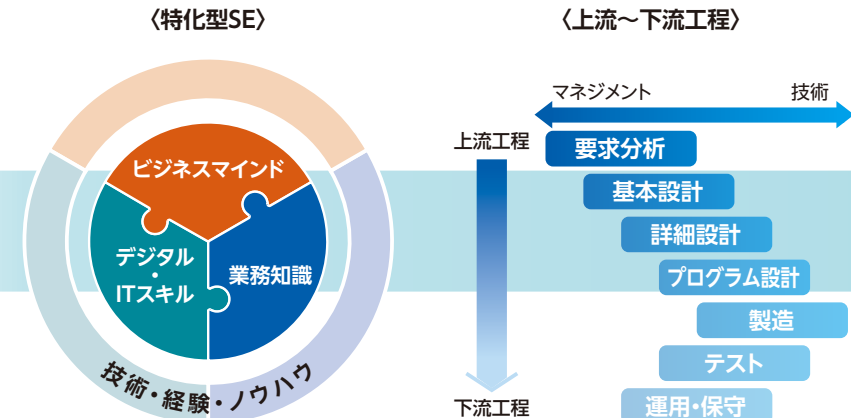 〈特化型SE〉
ビジネスマインド
デジタル
・
ITスキル
業務知識
技術・経験・ノウハウ
〈上流～下流工程〉
マネジメント
技術
上流工程
要求分析
基本設計
詳細設計
プログラム設計
製造
テスト
運用・保守
下流工程